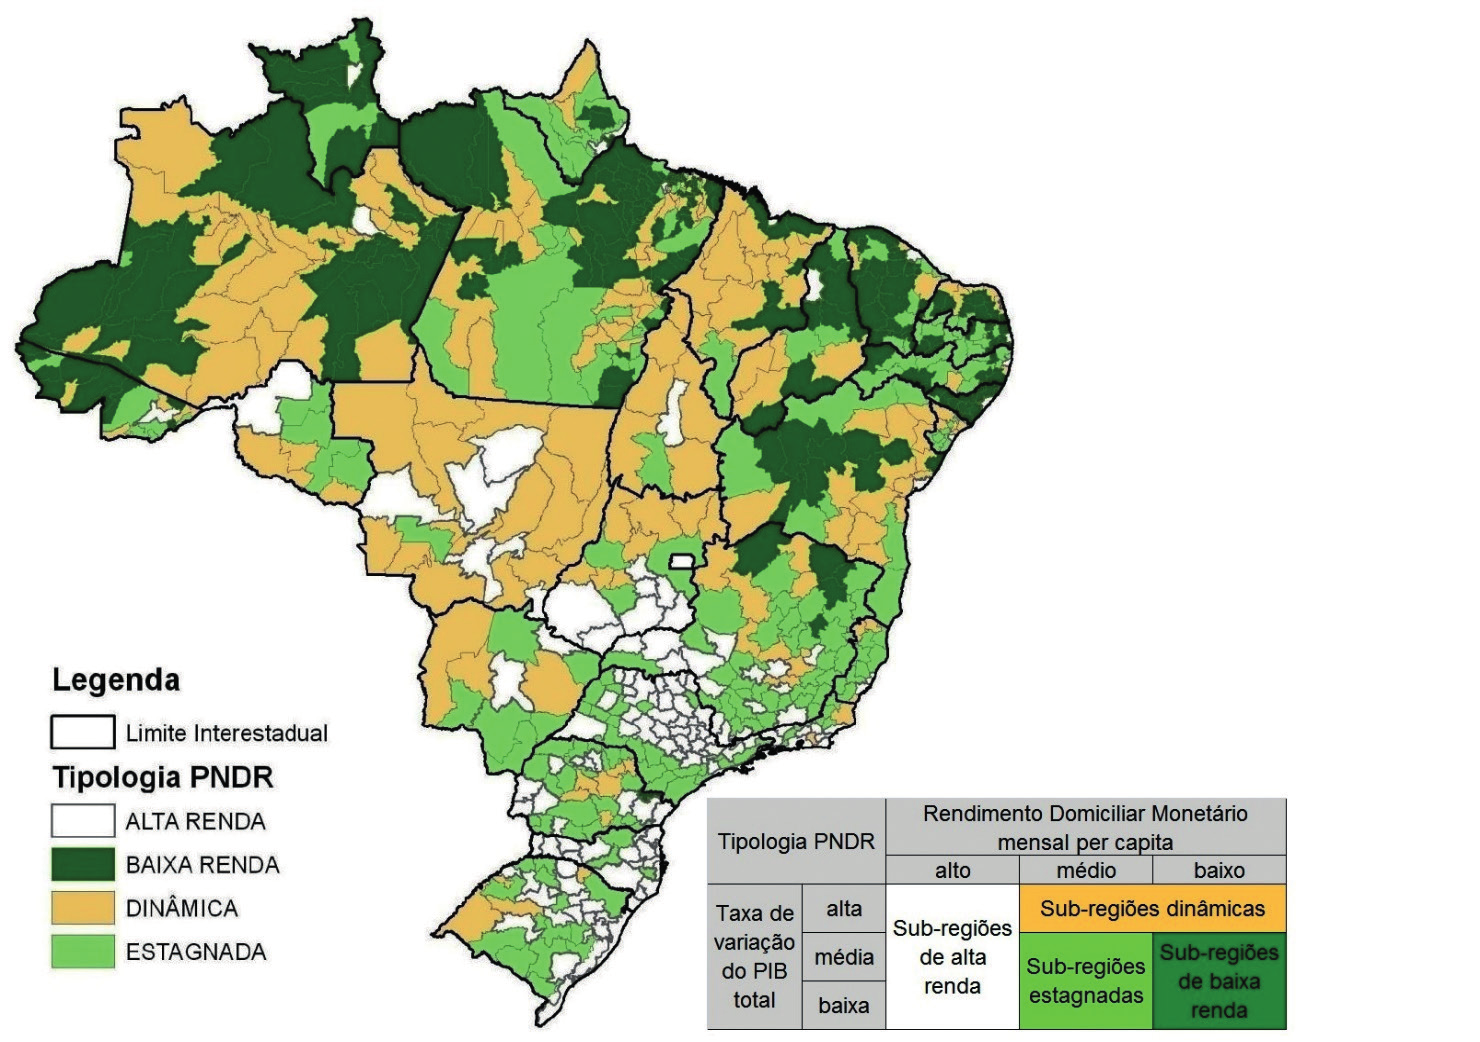 Legenda
Limite Interestadual
Tipologia PNDR
ALTA RENDA
BAIXA RENDA
DINÂMICA
ESTAGNADA
Tipologia PNDR
Rendimento Domiciliar Monetário
mensal per capita
alto
médio
baixo
Taxa de
variação
do PIB
total
alta
média
baixa
Sub-regiões
de alta
renda
Sub-regiões dinâmicas
Sub-regiões
estagnadas
Sub-regiões
de baixa
renda